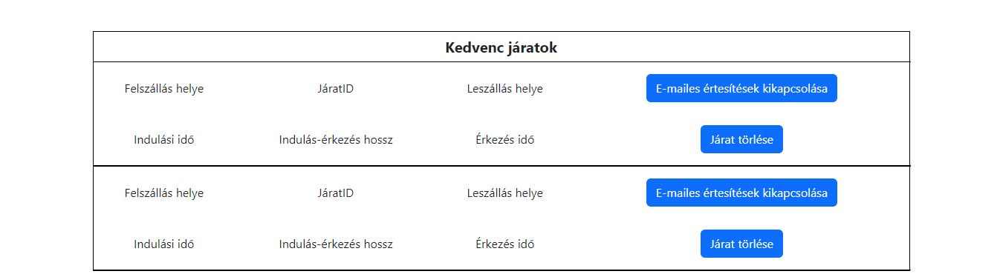 Kedvenc járatok
Felszállás helye JáratID Leszállás helye E-mailes értesítések kikapcsolása
Indulási idő Indulás-érkezés hossz Érkezés idő Járat törlése
Felszállás helye JáratID Leszállás helye E-mailes értesítések kikapcsolása
Indulási idő Indulás-érkezés hossz Érkezés idő Járat törlése